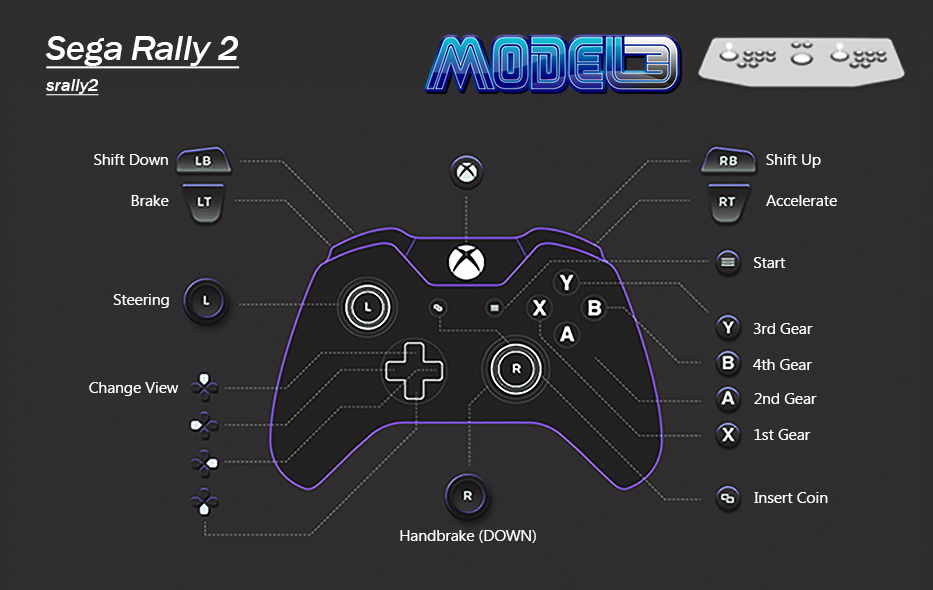 Sega Rally 2
srally2
MODEL3
Shift Down LB
RB Shift Up
Brake LT
RT Accelerate
Start
Steering L
L
Y
X B
A
Y 3rd Gear
B 4th Gear
R
Change View
A 2nd Gear
X 1st Gear
R
Insert Coin
Handbrake (DOWN)